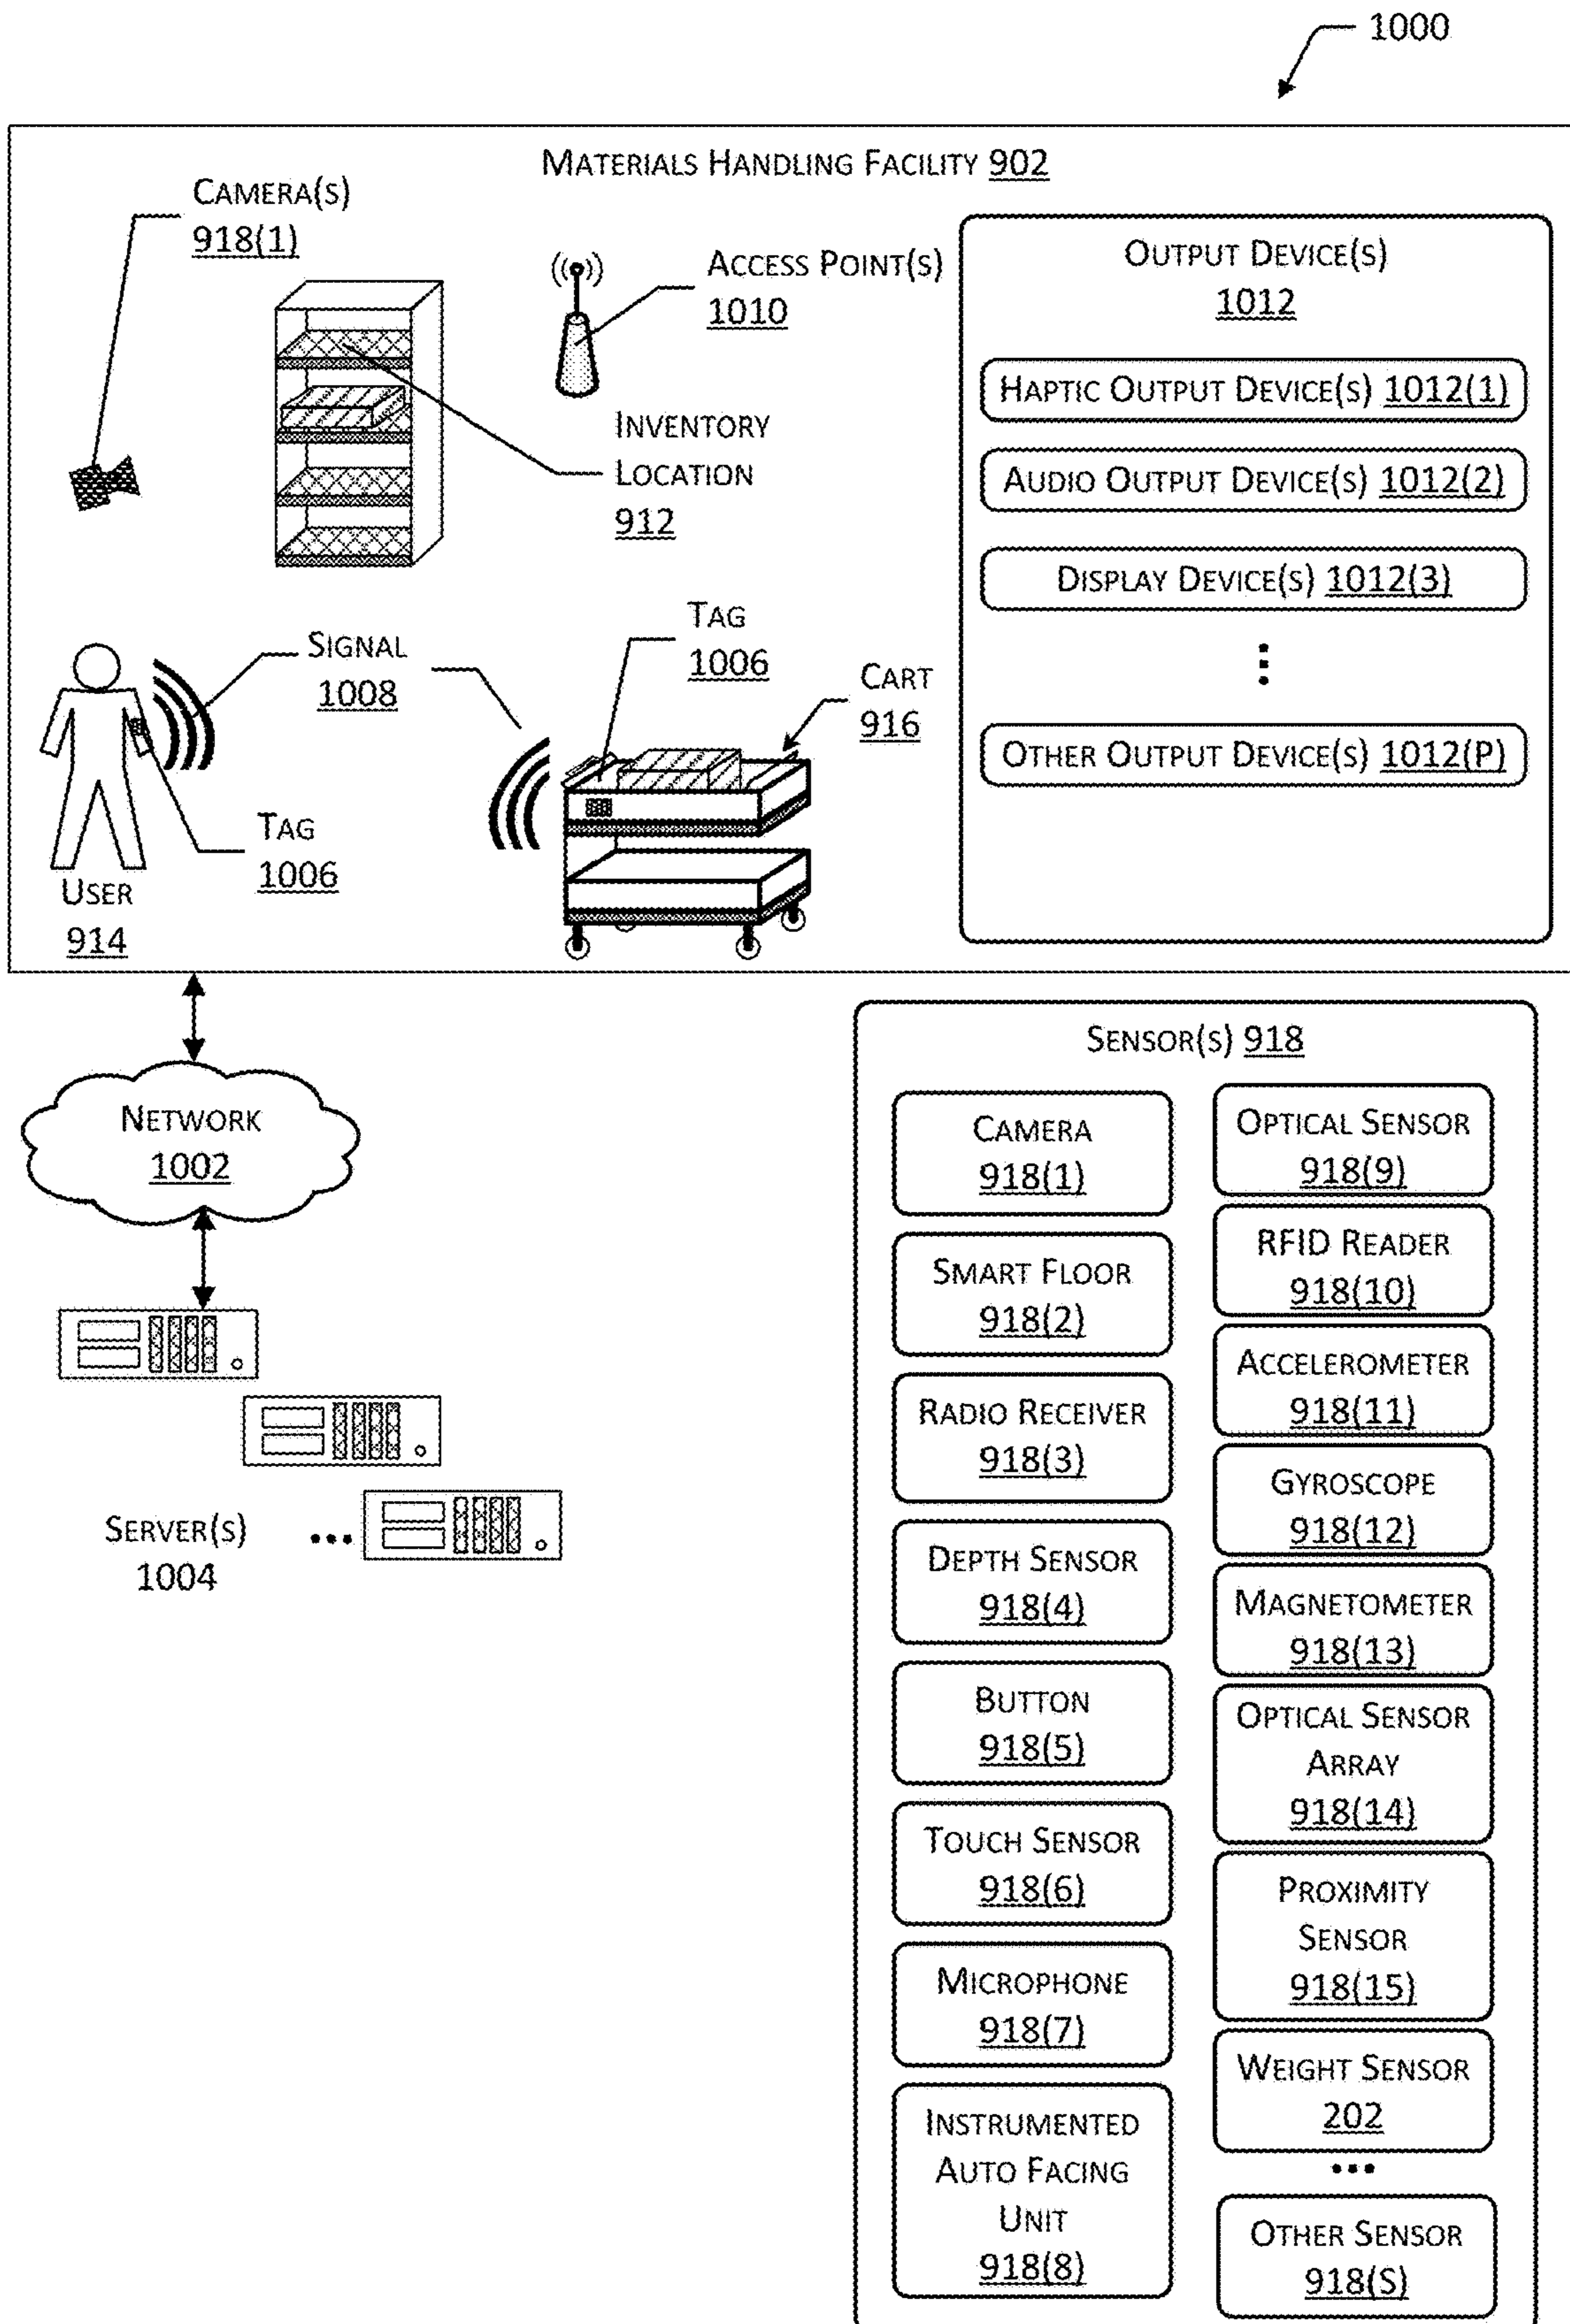 1000
MATERIALS HANDLING FACILITY 902
CAMERA(S)
918(1)
ACCESS POINT(S)
1010
INVENTORY
LOCATION
912
OUTPUT DEVICE(S)
1012
HAPTIC OUTPUT DEVICE(S) 1012(1)
AUDIO OUTPUT DEVICE(S) 1012(2)
DISPLAY DEVICE(S) 1012(3)
OTHER OUTPUT DEVICE(S) 1012(P)
SIGNAL
1008
TAG
1006
CART
916
TAG
1006
USER
914
NETWORK
1002
SERVER(S)
1004
SENSOR(S) 918
CAMERA
918(1)
SMART FLOOR
918(2)
RADIO RECEIVER
918(3)
DEPTH SENSOR
918(4)
BUTTON
918(5)
TOUCH SENSOR
918(6)
MICROPHONE
918(7)
INSTRUMENTED
AUTO FACING
UNIT
918(8)
OPTICAL SENSOR
918(9)
RFID READER
918(10)
ACCELEROMETER
918(11)
GYROSCOPE
918(12)
MAGNETOMETER
918(13)
OPTICAL SENSOR
ARRAY
918(14)
PROXIMITY
SENSOR
918(15)
WEIGHT SENSOR
202
OTHER SENSOR
918(S)